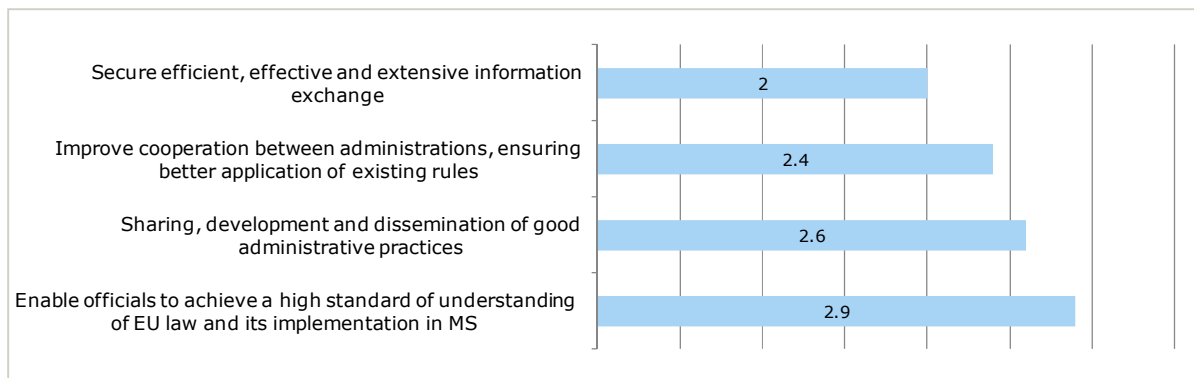 Secure efficient, effective and extensive information
exchange
2
Improve cooperation between administrations, ensuring
better application of existing rules
2.4
Sharing, development and dissemination of good
administrative practices
2.6
Enable officials to achieve a high standard of understanding
of EU law and its implementation in MS
2.9